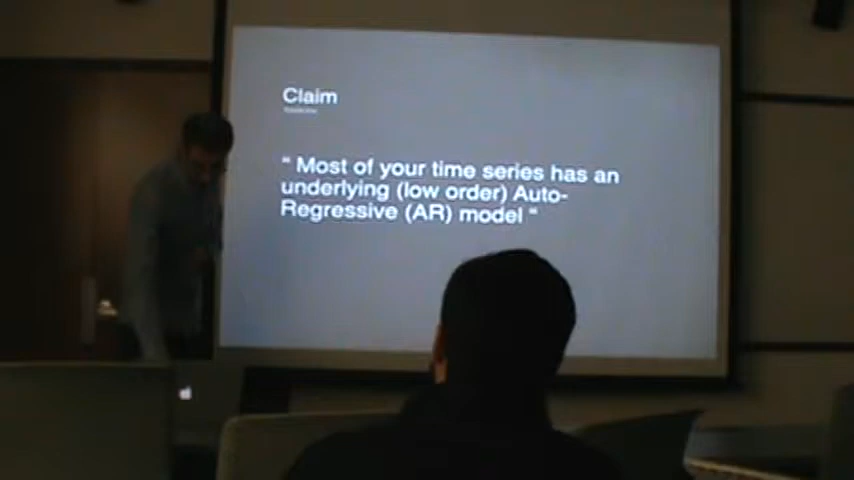 Claim
“ Most of your time series has an
underlying (low order) Auto-
Regressive (AR) model “